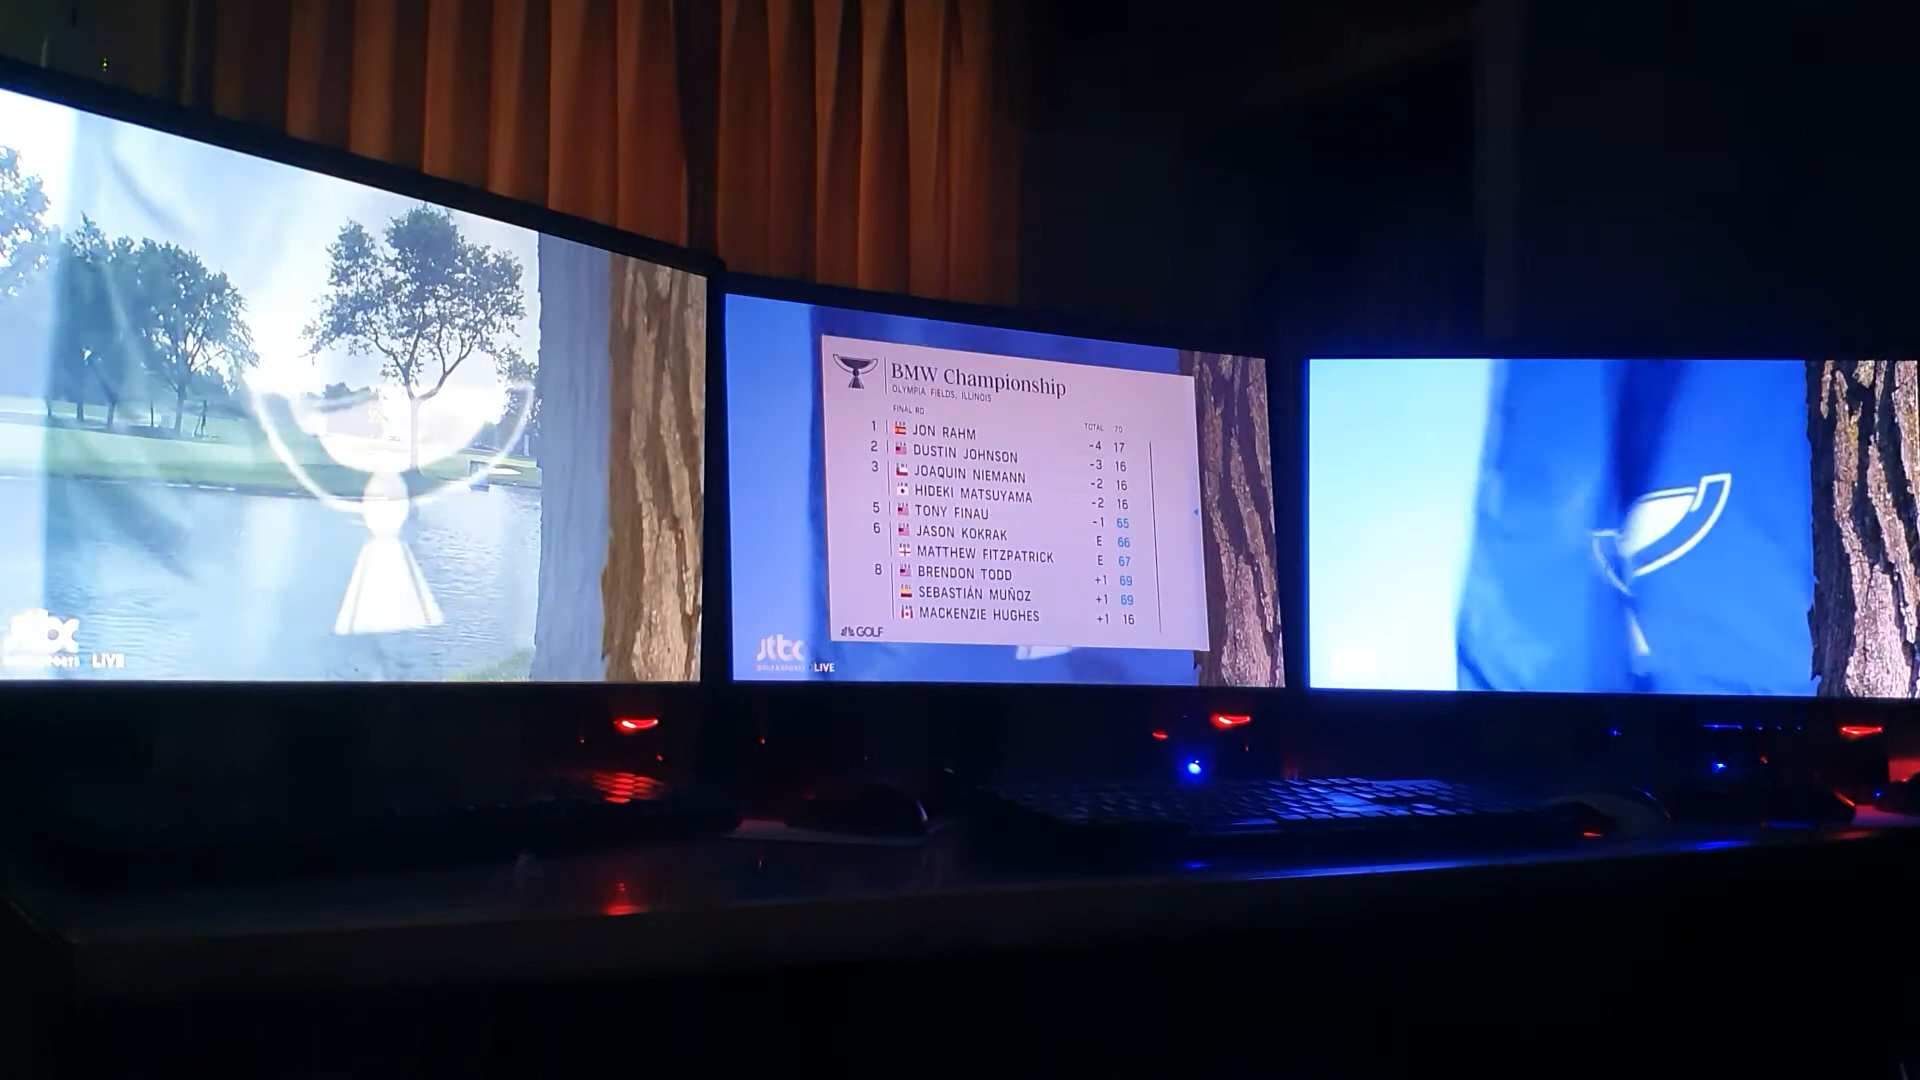 jtbc
LIVE
BMW Championship
OLYMPIA FIELDS, ILLINOIS
FINAL RD
TOTAL 70
1 JON RAHM -4 17
2 DUSTIN JOHNSON -3 16
3 JOAQUIN NIEMANN -2 16
HIDEKI MATSUYAMA -2 16
5 TONY FINAU -1 65
6 JASON KOKRAK E 66
MATTHEW FITZPATRICK E 67
8 BRENDON TODD +1 69
SEBASTIÁN MUÑOZ +1 69
MACKENZIE HUGHES +1 16
GOLF
jtbc
GOLF&SPORTS LIVE